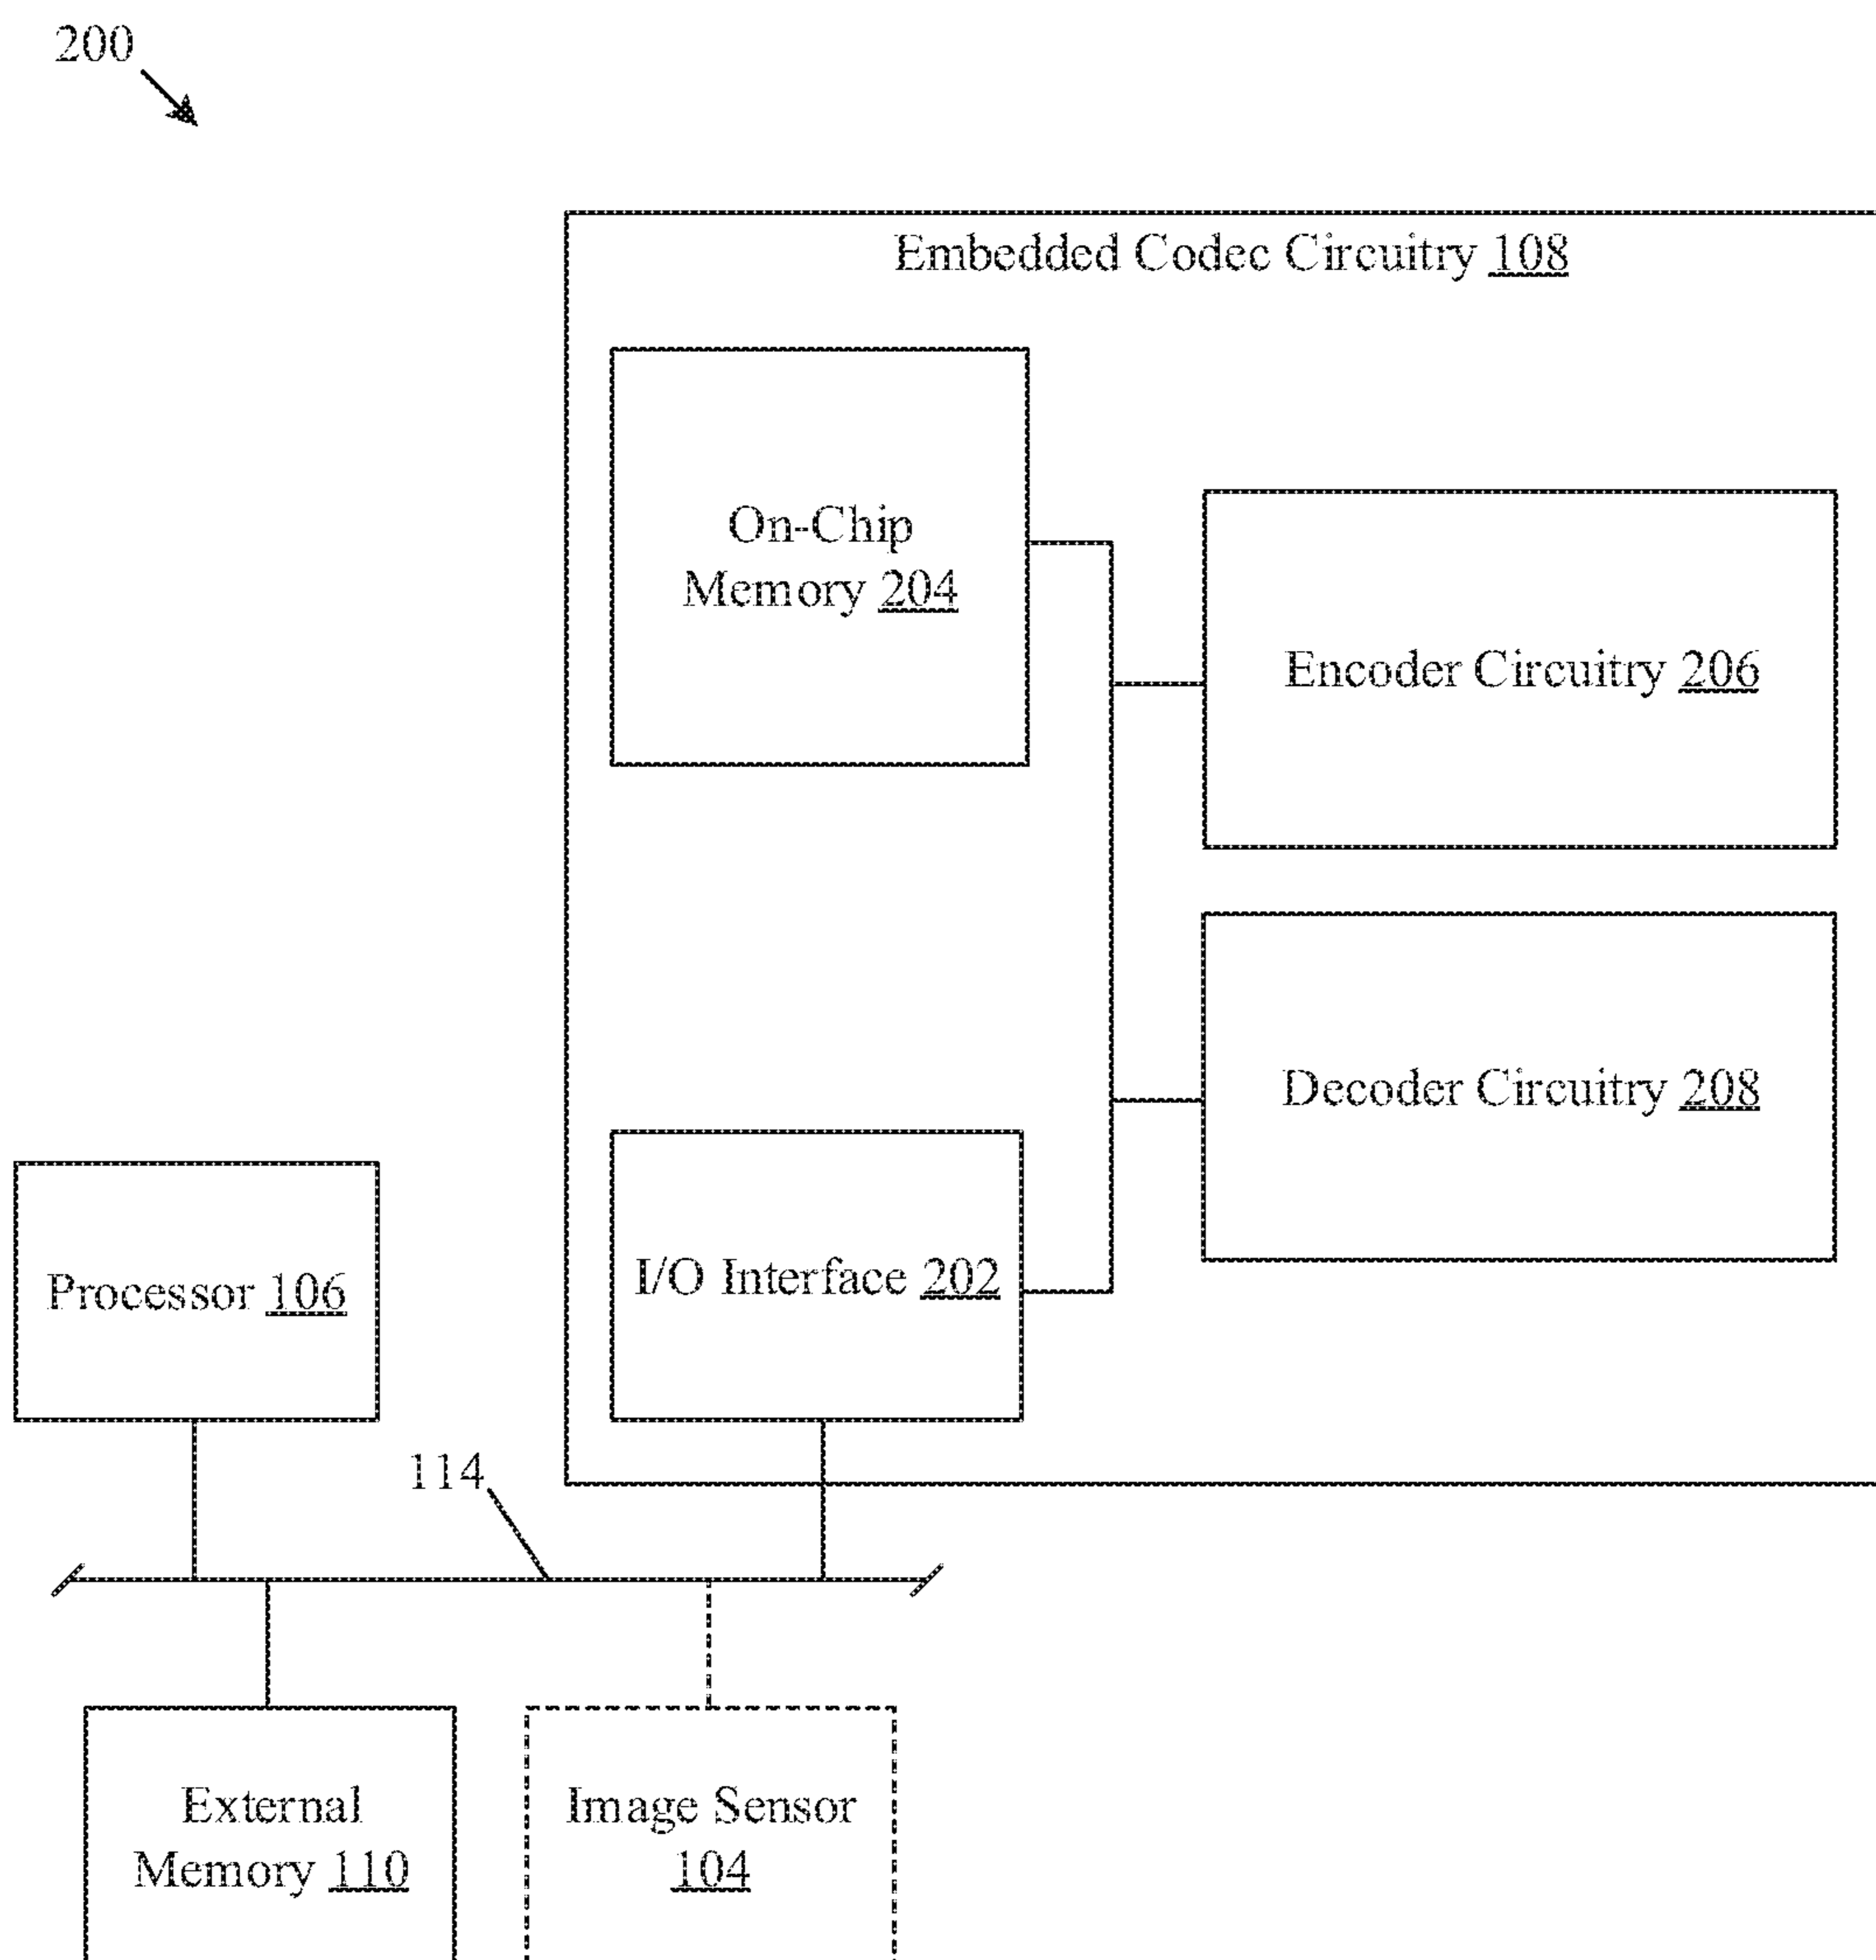 200
Embedded Codec Circuitry 108
On-Chip
Memory 204
Encoder Circuitry 206
Decoder Circuitry 208
I/O Interface 202
Processor 106
114
External
Memory 110
Image Sensor
104